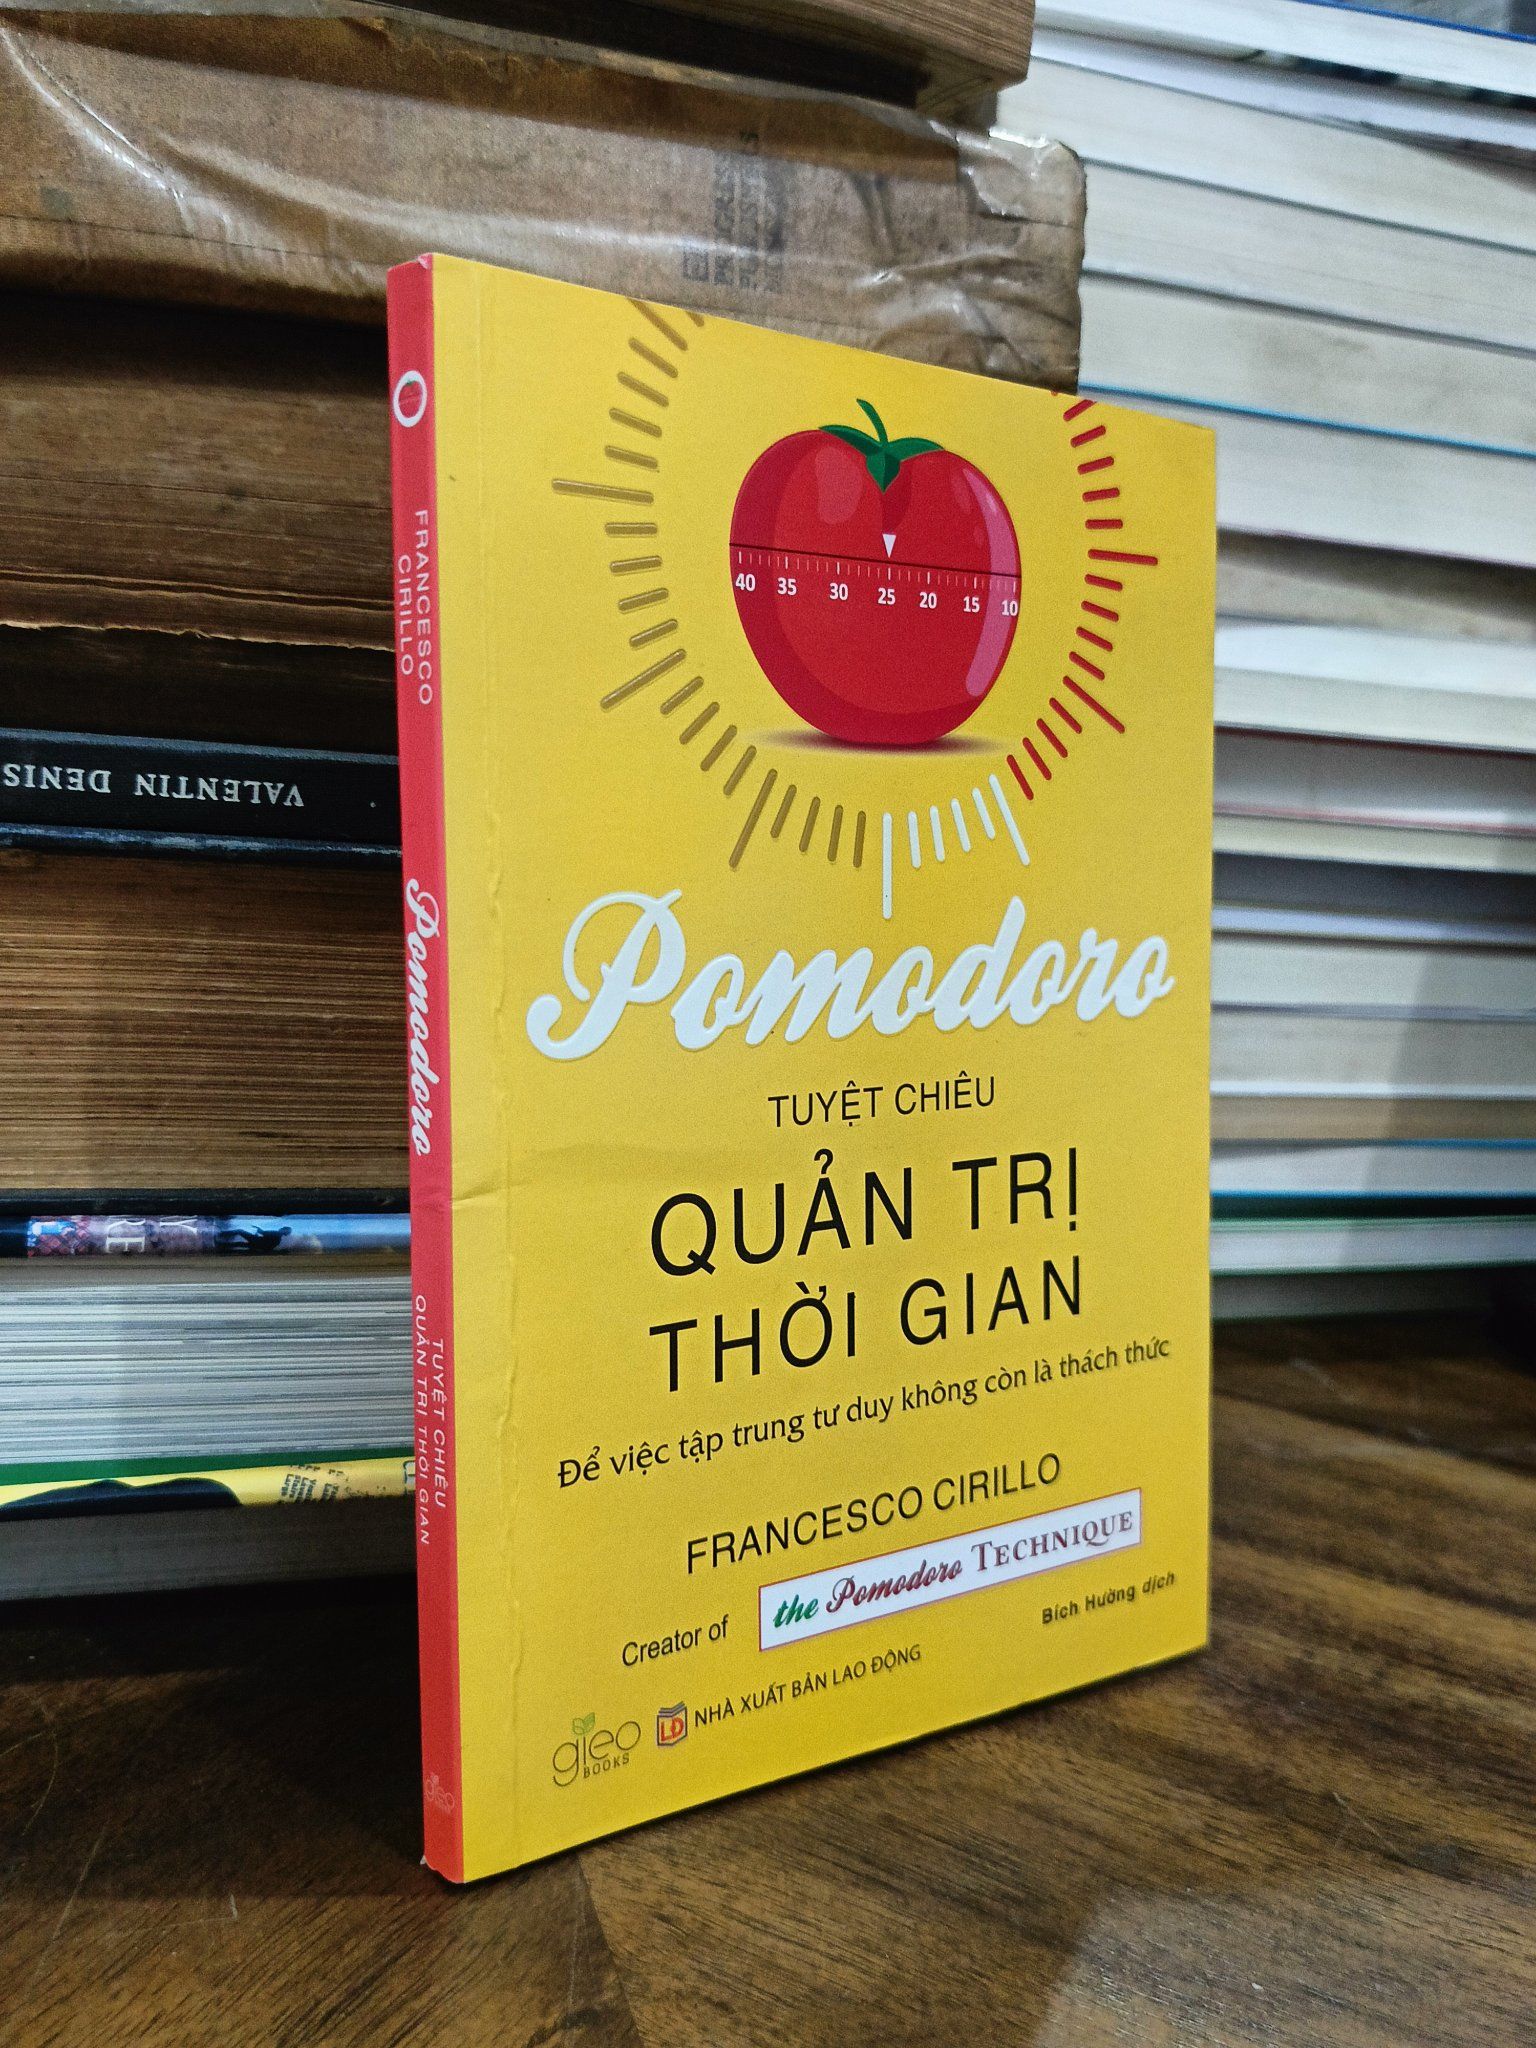 FRANCESCO
CIRILLO
Pomodoro
TUYỆT CHIÊU
QUẢN TRỊ THỜI GIAN
gieo
40 35 30 25 20 15 10
Pomodoro
TUYỆT CHIÊU
QUẢN TRỊ
THỜI GIAN
Để việc tập trung tư duy không còn là thách thức
FRANCESCO CIRILLO
Creator of the Pomodoro TECHNIQUE
Bích Hường dịch
gieo
BOOKS
LĐ NHÀ XUẤT BẢN LAO ĐỘNG
VALENTIN DENIS